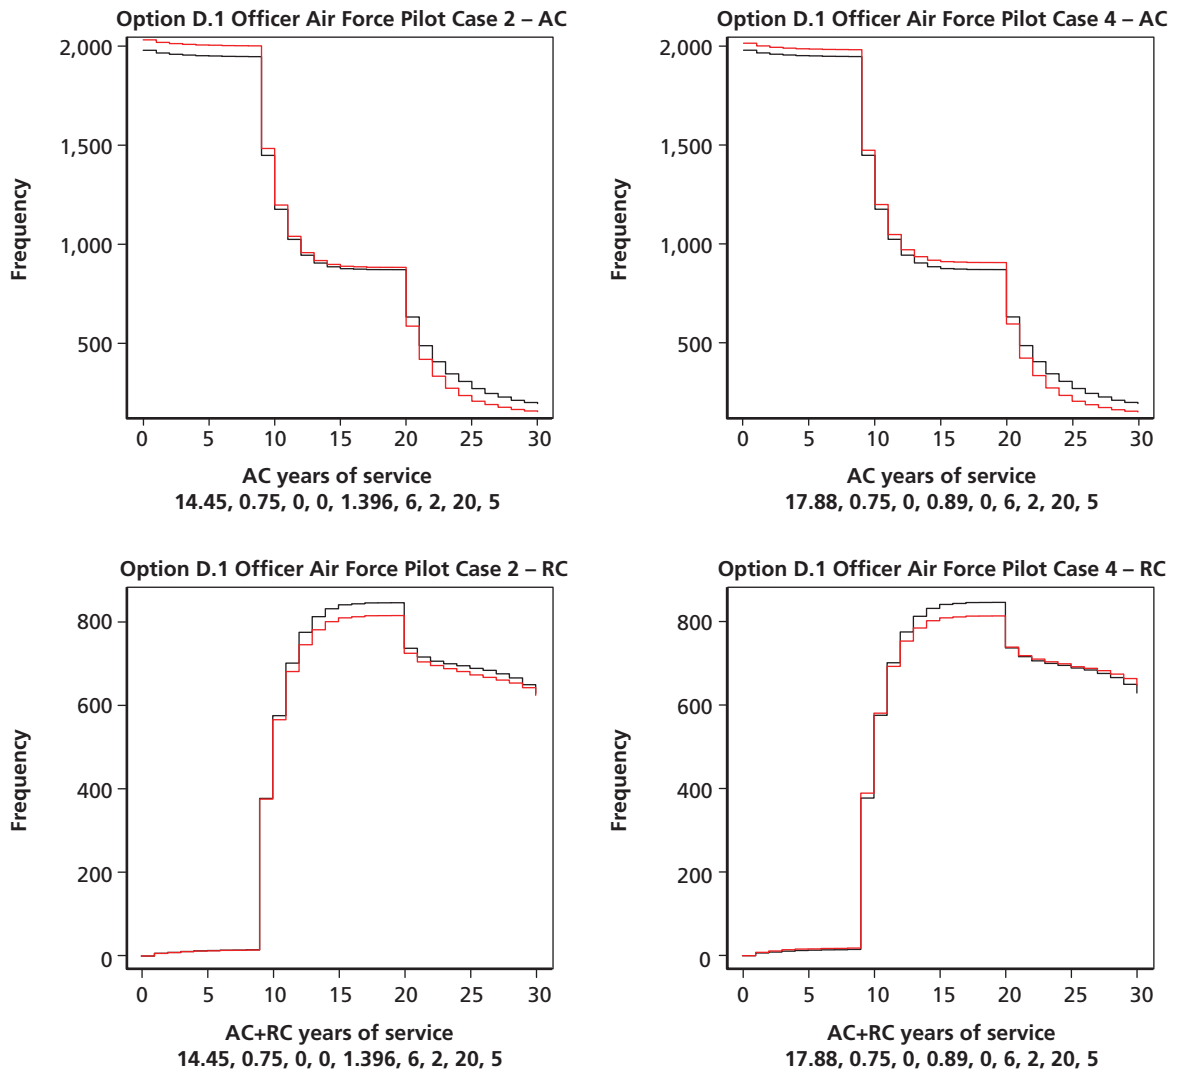 Option D.1 Officer Air Force Pilot Case 2 – AC
2,000
1,500
1,000
500
Frequency
0 5 10 15 20 25 30
AC years of service
14.45, 0.75, 0, 0, 1.396, 6, 2, 20, 5
Option D.1 Officer Air Force Pilot Case 4 – AC
2,000
1,500
1,000
500
Frequency
0 5 10 15 20 25 30
AC years of service
17.88, 0.75, 0, 0.89, 0, 6, 2, 20, 5
Option D.1 Officer Air Force Pilot Case 2 – RC
800
600
400
200
0
Frequency
0 5 10 15 20 25 30
AC+RC years of service
14.45, 0.75, 0, 0, 1.396, 6, 2, 20, 5
Option D.1 Officer Air Force Pilot Case 4 – RC
800
600
400
200
0
Frequency
0 5 10 15 20 25 30
AC+RC years of service
17.88, 0.75, 0, 0.89, 0, 6, 2, 20, 5